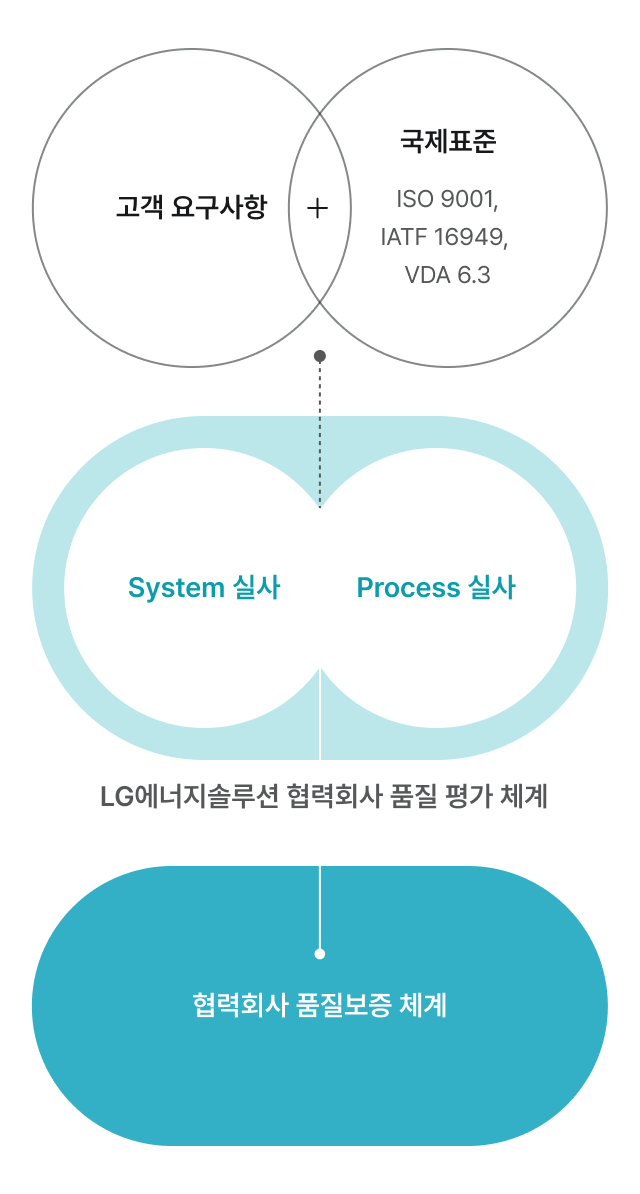 고객 요구사항
+
국제표준
ISO 9001,
IATF 16949,
VDA 6.3
System 실사
Process 실사
LG에너지솔루션 협력회사 품질 평가 체계
협력회사 품질보증 체계